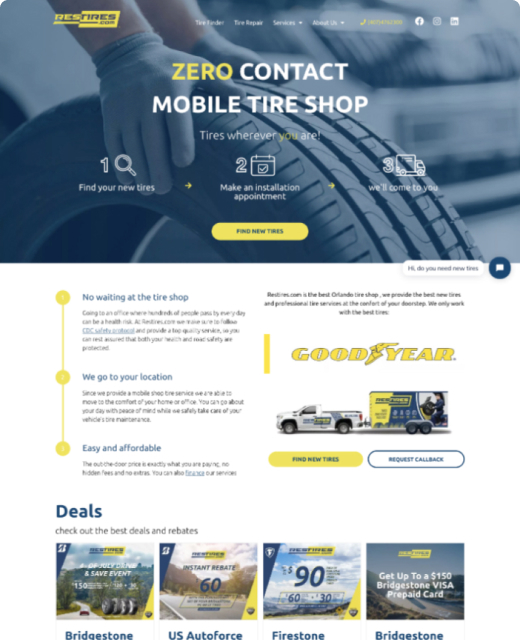 RESTIRES
.COM
Tire Finder Tire Repair Services About Us
ZERO CONTACT
MOBILE TIRE SHOP
Tires wherever you are!
1 2 3
Find your new tires Make an installation we'll come to you
appointment
FIND NEW TIRES
Hi, do you need new tires
1 No waiting at the tire shop
Going to an office where hundreds of people pass by every day
can be a health risk. At Restires.com we make sure to follow
CDC safety protocol and provide a top quality service, so you
can rest assured that both your health and road safety are
protected.
2 We go to your location
Since we provide a mobile shop tire service we are able to
move to the comfort of your home or office. You can go about
your day with peace of mind while we safely take care of your
vehicle's tire maintenance.
3 Easy and affordable
The out-the-door price is exactly what you are paying, no
hidden fees and no extras. You can also finance our services
Restires.com is the best Orlando tire shop, we provide the best new tires
and professional tire services at the comfort of your doorstep. We only work
with the best tires:
GOODYEAR
RESTIRES
FIND NEW TIRES REQUEST CALLBACK
Deals
check out the best deals and rebates
RESTIRES
OF JULY DRIVE
& SAVE EVENT
150
Bridgestone
RESTIRES
INSTANT REBATE
60
US Autoforce
RESTIRES
$90
60 30
Firestone
RESTIRES
Get Up To a $150
Bridgestone VISA
Prepaid Card
Bridgestone